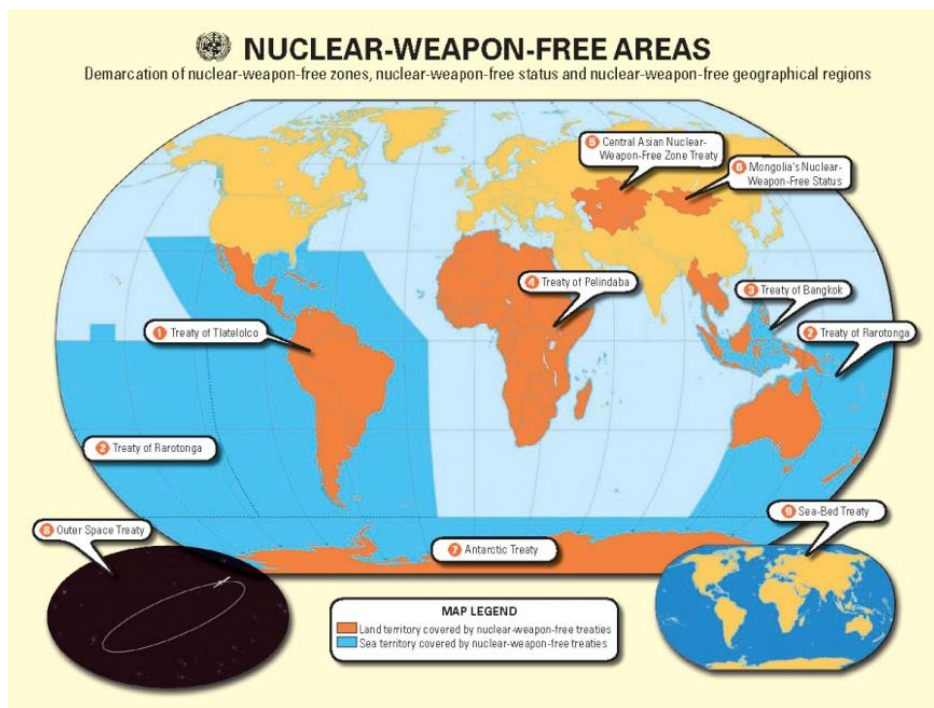 NUCLEAR-WEAPON-FREE AREAS
Demarcation of nuclear-weapon-free zones, nuclear-weapon-free status and nuclear-weapon-free geographical regions
5 Central Asian Nuclear-
Weapon-Free Zone Treaty
6 Mongolia's Nuclear-
Weapon-Free Status
4 Treaty of Pelindaba
3 Treaty of Bangkok
1 Treaty of Tlatelolco
2 Treaty of Rarotonga
2 Treaty of Rarotonga
8 Outer Space Treaty
9 Sea-Bed Treaty
7 Antarctic Treaty
MAP LEGEND
Land territory covered by nuclear-weapon-free treaties
Sea territory covered by nuclear-weapon-free treaties